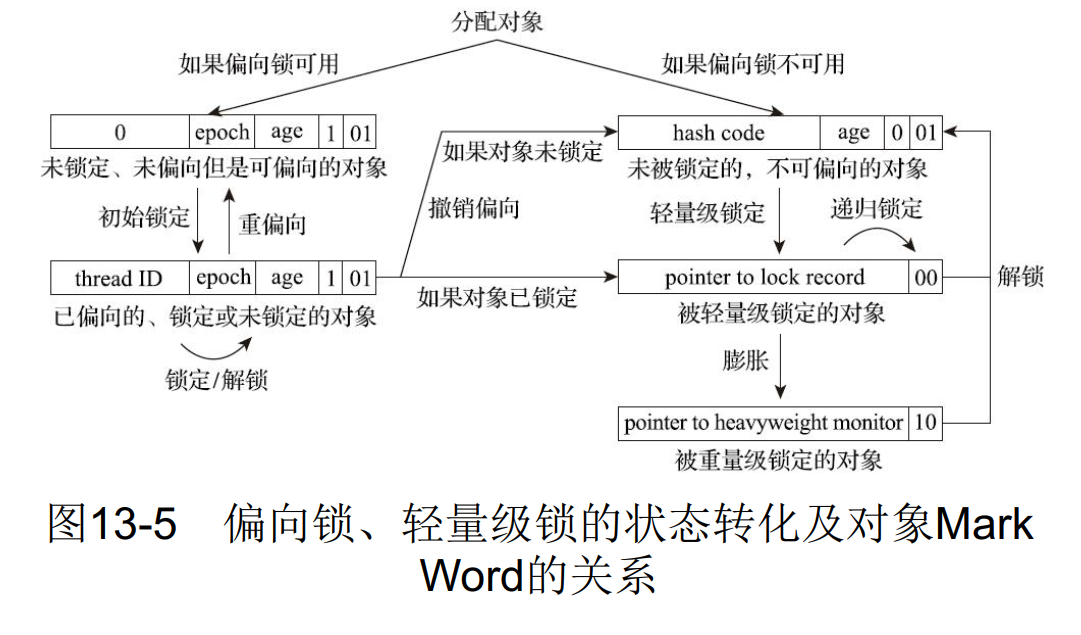 分配对象
如果偏向锁可用
如果偏向锁不可用
0 epoch age 1 01
hash code age 0 01
未锁定、未偏向但是可偏向的对象
如果对象未锁定
未被锁定的，不可偏向的对象
初始锁定
重偏向
撤销偏向
轻量级锁定
递归锁定
thread ID epoch age 1 01
pointer to lock record 00
解锁
已偏向的、锁定或未锁定的对象
如果对象已锁定
被轻量级锁定的对象
锁定/解锁
膨胀
pointer to heavyweight monitor 10
被重量级锁定的对象
图13-5 偏向锁、轻量级锁的状态转化及对象Mark
Word的关系